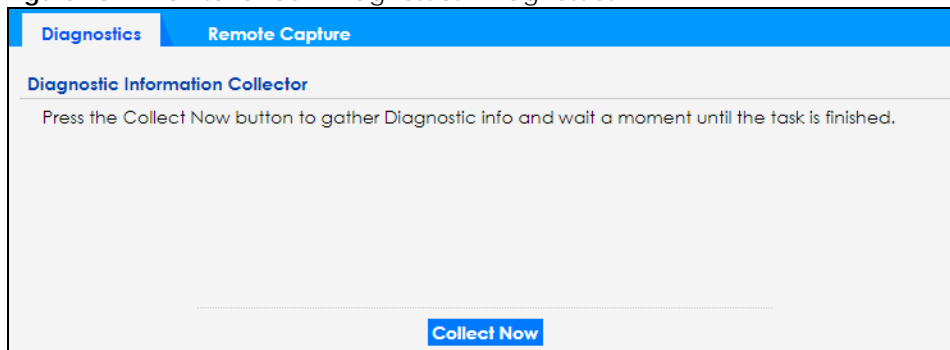 Diagnostics Remote Capture
Diagnostic Information Collector
Press the Collect Now button to gather Diagnostic info and wait a moment until the task is finished.
Collect Now